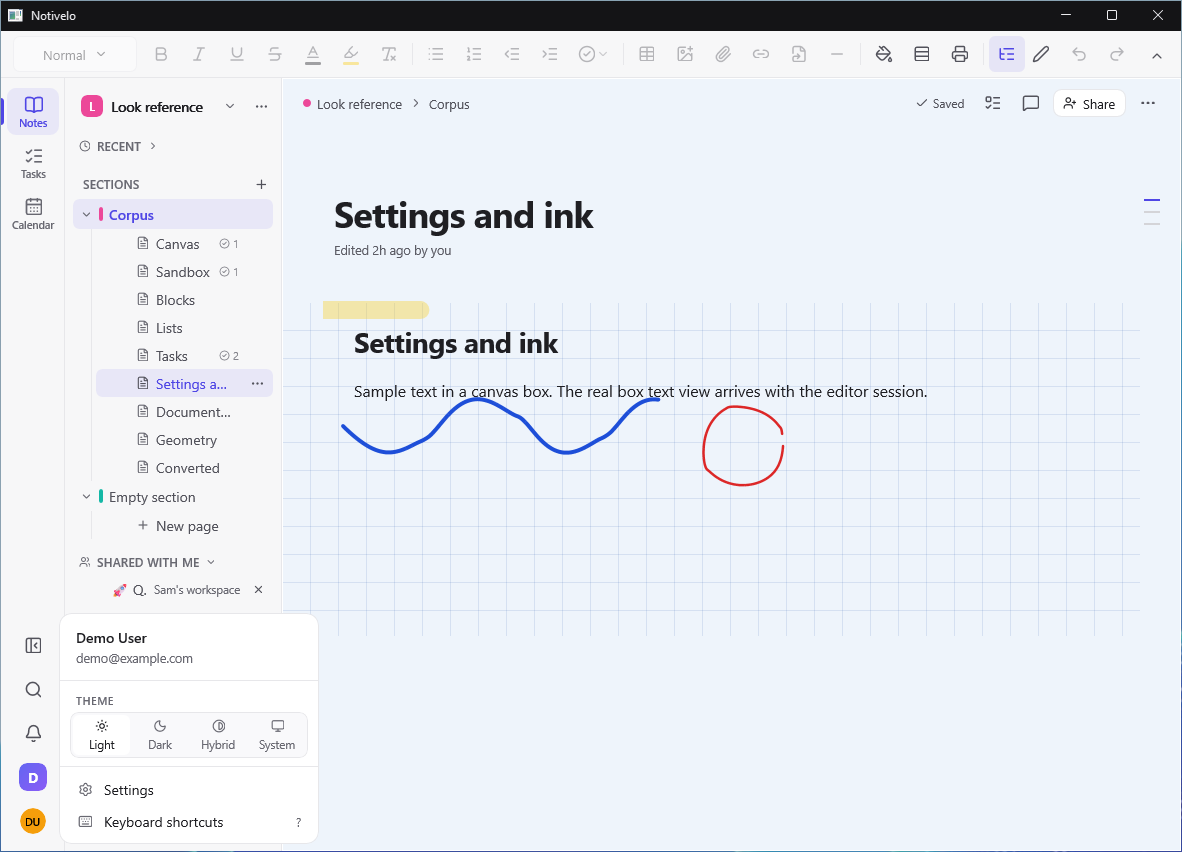 Notivelo
Normal
Notes
Tasks
Calendar
L Look reference
RECENT
SECTIONS
Corpus
Canvas 1
Sandbox 1
Blocks
Lists
Tasks 2
Settings a...
Document...
Geometry
Converted
Empty section
New page
SHARED WITH ME
Q. Sam's workspace
Look reference > Corpus
Saved
Share
Settings and ink
Edited 2h ago by you
Settings and ink
Sample text in a canvas box. The real box text view arrives with the editor session.
Demo User
demo@example.com
THEME
Light Dark Hybrid System
Settings
Keyboard shortcuts ?
D
DU